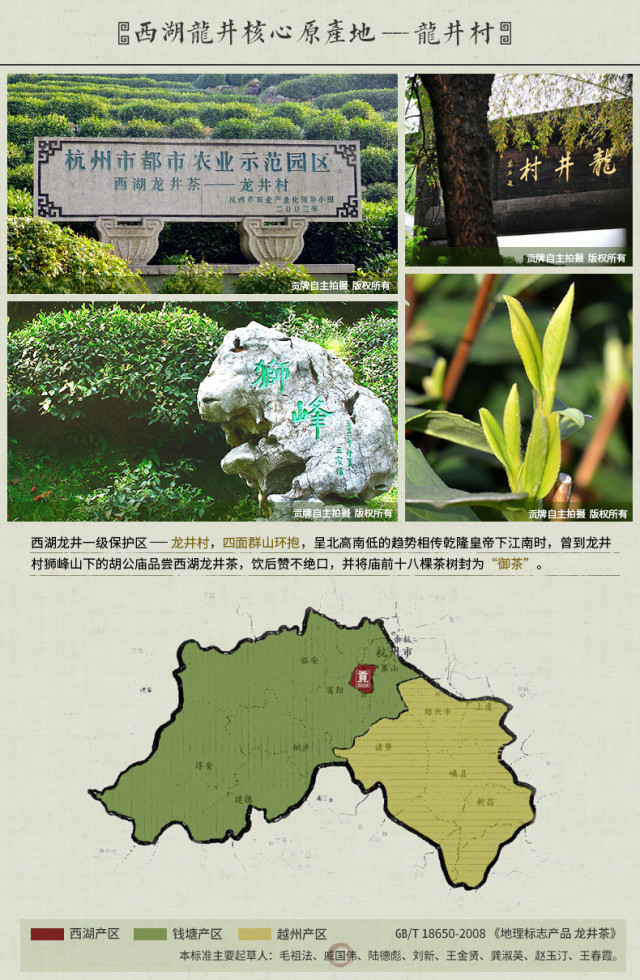 西湖龍井核心原產地——龍井村
杭州市都市农业示范园区
西湖龙井茶——龙井村
杭州市农业产业化领导小组
二〇〇三年
贡牌自主拍摄 版权所有
村井龍
贡牌自主拍摄 版权所有
獅峰
贡牌自主拍摄 版权所有
贡牌自主拍摄 版权所有
西湖龙井一级保护区——龙井村，四面群山环抱，呈北高南低的趋势相传乾隆皇帝下江南时，曾到龙井
村狮峰山下的胡公庙品尝西湖龙井茶，饮后赞不绝口，并将庙前十八棵茶树封为“御茶”。
余杭
杭州市
临安
萧山
贡
富阳
绍兴市
上虞
桐庐
诸暨
淳安
嵊县
建德
新昌
西湖产区
钱塘产区
越州产区
GB/T 18650-2008 《地理标志产品 龙井茶》
本标准主要起草人：毛祖法、戚国伟、陆德彪、刘新、王金贤、龚淑英、赵玉汀、王春霞。